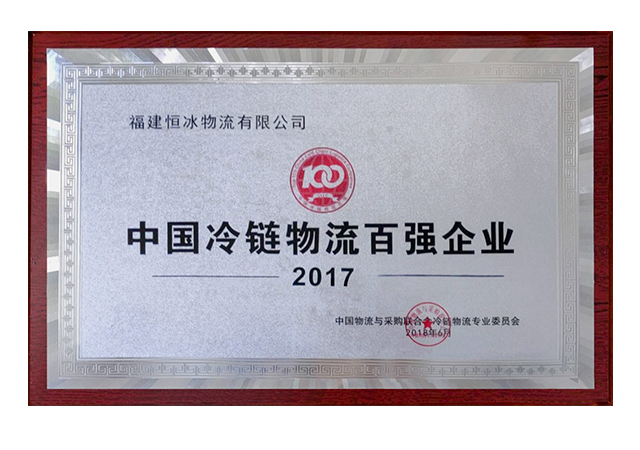 福建恒冰物流有限公司
100
中国冷链物流百强企业
2017
中国物流与采购联合会冷链物流专业委员会
2018年6月